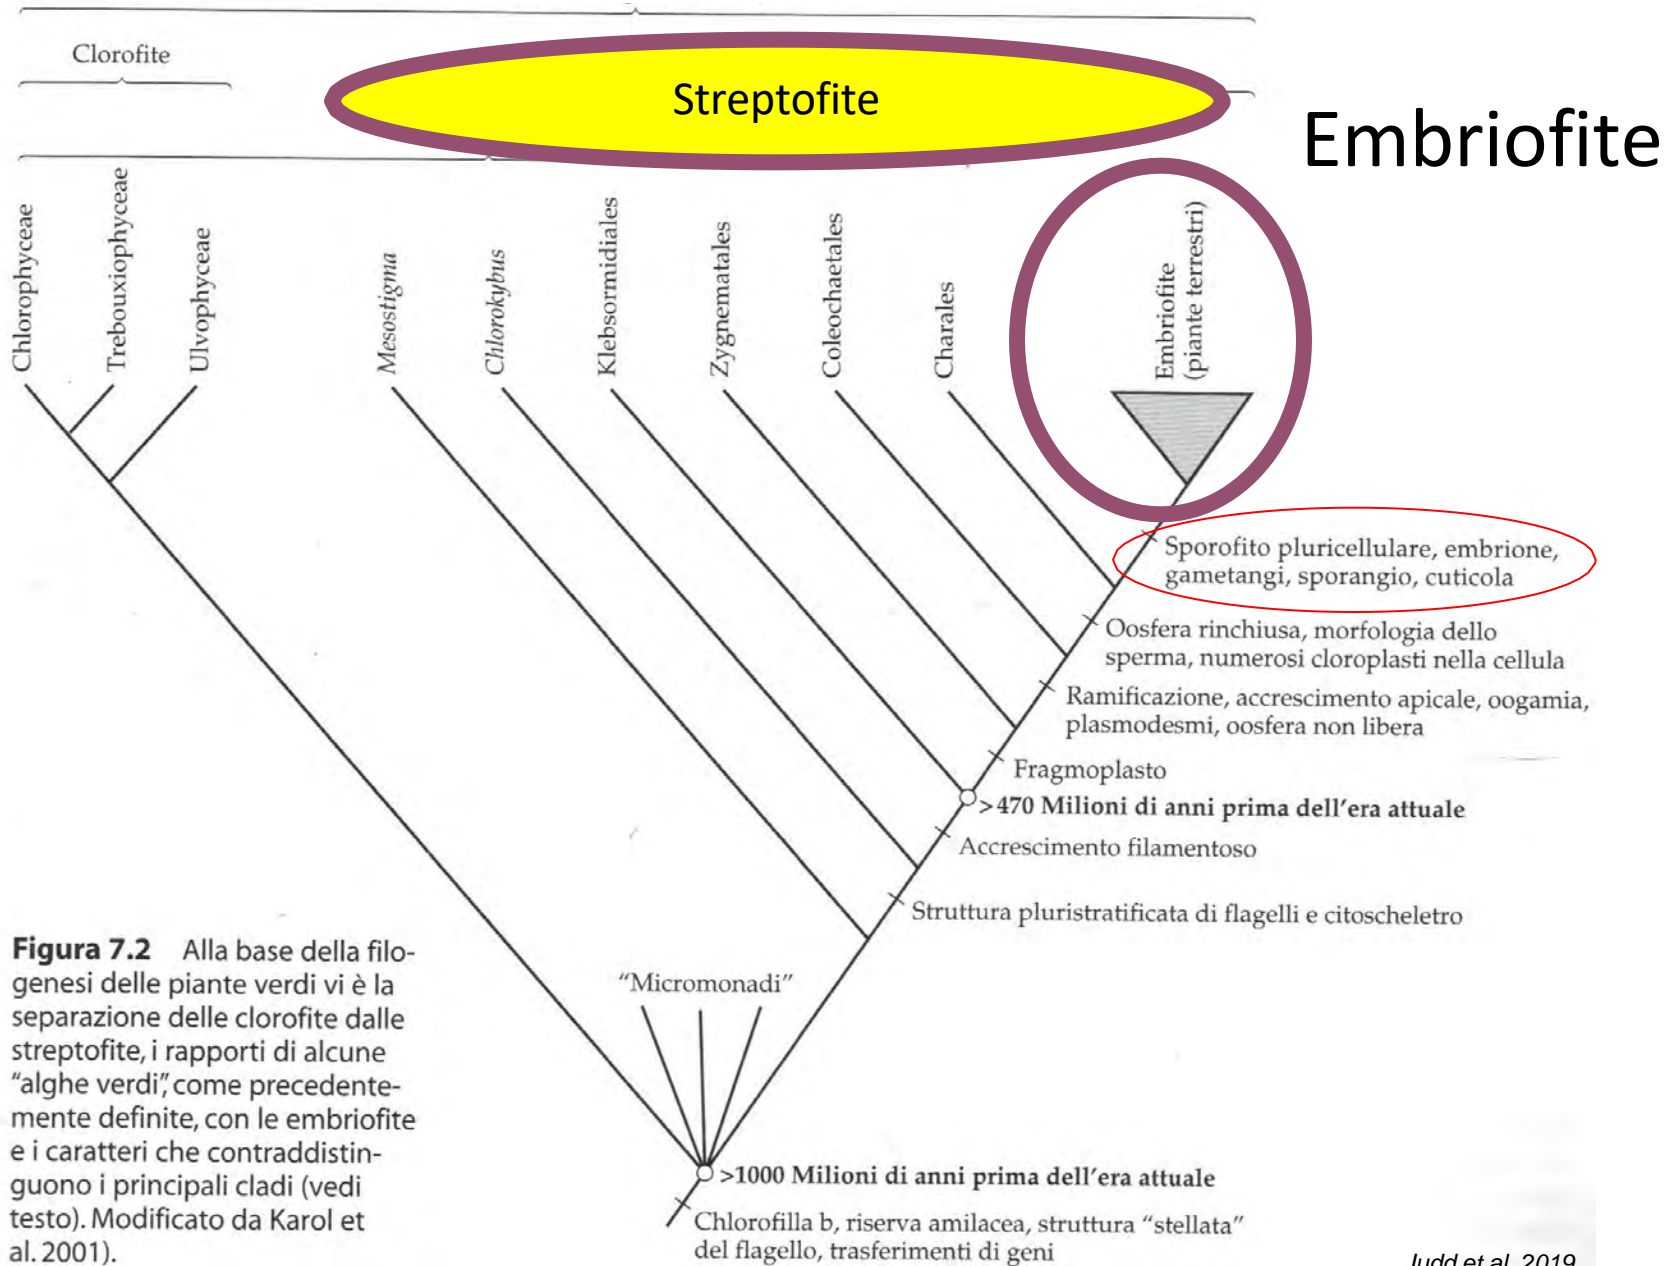 Clorofite
Streptofite
Embriofite
Chlorophyceae
Trebouxiophyceae
Ulvophyceae
Mesostigma
Chlorokybus
Klebsormidiales
Zygnematales
Coleochaetales
Charales
Embriofite
(piante terrestri)
Sporofito pluricellulare, embrione,
gametangi, sporangio, cuticola
Oosfera rinchiusa, morfologia dello
sperma, numerosi cloroplasti nella cellula
Ramificazione, accrescimento apicale, oogamia,
plasmodesmi, oosfera non libera
Fragmoplasto
>470 Milioni di anni prima dell'era attuale
Accrescimento filamentoso
Struttura pluristratificata di flagelli e citoscheletro
"Micromonadi"
>1000 Milioni di anni prima dell'era attuale
Chlorofilla b, riserva amilacea, struttura "stellata"
del flagello, trasferimenti di geni
Figura 7.2 Alla base della filo-
genesi delle piante verdi vi è la
separazione delle clorofite dalle
streptofite, i rapporti di alcune
"alghe verdi", come precedente-
mente definite, con le embriofite
e i caratteri che contraddistin-
guono i principali cladi (vedi
testo). Modificato da Karol et
al. 2001).
Judd et al. 2019